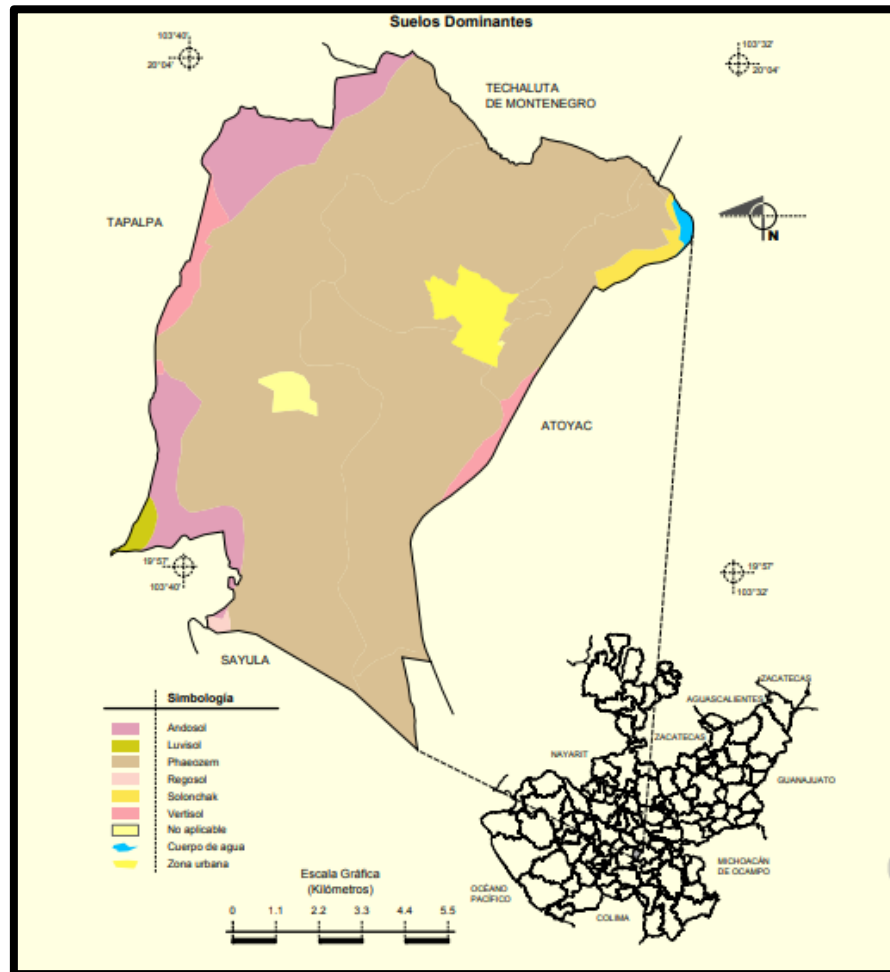 Suelos Dominantes
103°40'
20°04'
103°32'
20°04'
TECHALUTA
DE MONTENEGRO
TAPALPA
N
ATOYAC
19°57'
103°40'
19°57'
103°32'
SAYULA
Simbología
Andosol
Luvisol
Phaeozem
Regosol
Solonchak
Vertisol
No aplicable
Cuerpo de agua
Zona urbana
Escala Gráfica
(Kilómetros)
0 1.1 2.2 3.3 4.4 5.5
ZACATECAS
AGUASCALIENTES
ZACATECAS
NAYARIT
GUANAJUATO
MICHOACÁN
DE OCAMPO
OCÉANO
PACÍFICO
COLIMA